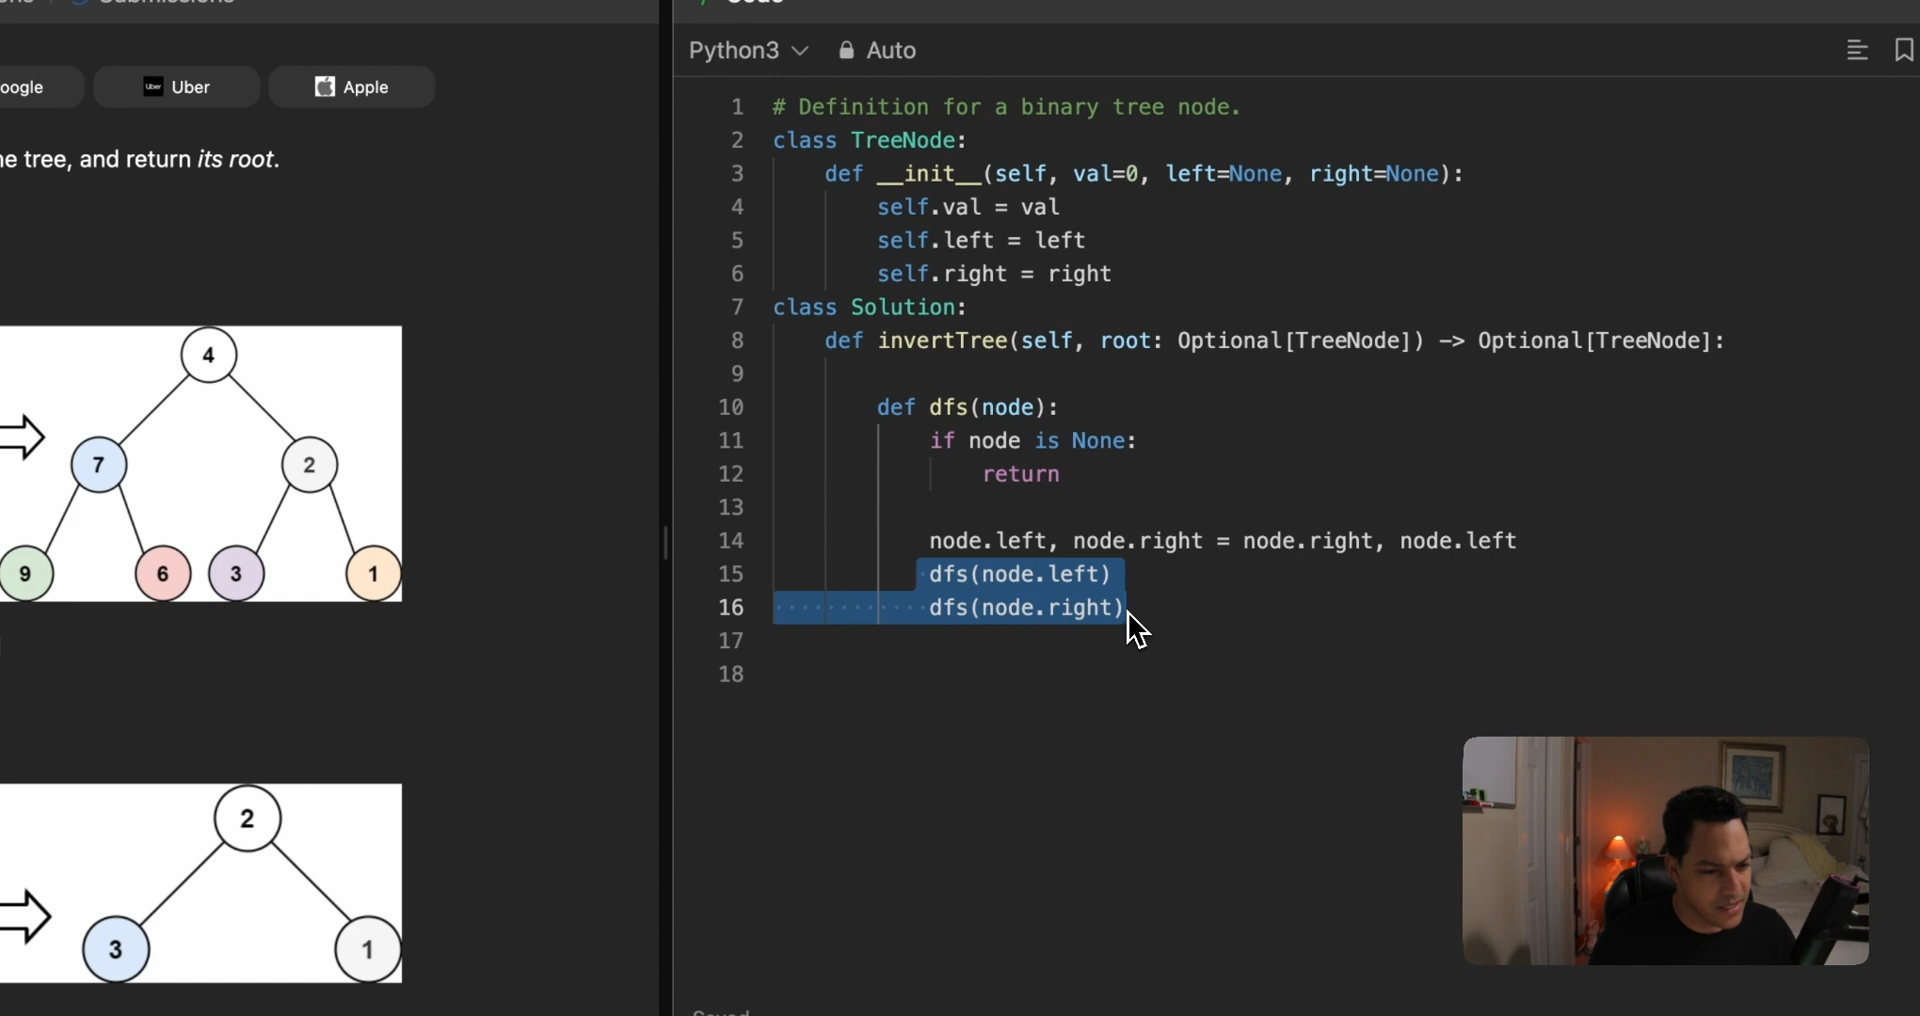 Python3 Auto
oogle Uber Apple
e tree, and return its root.
1 # Definition for a binary tree node.
2 class TreeNode:
3 def __init__(self, val=0, left=None, right=None):
4 self.val = val
5 self.left = left
6 self.right = right
7 class Solution:
8 def invertTree(self, root: Optional[TreeNode]) -> Optional[TreeNode]:
9
10 def dfs(node):
11 if node is None:
12 return
13
14 node.left, node.right = node.right, node.left
15 dfs(node.left)
16 dfs(node.right)
17
18
4
7 2
9 6 3 1
2
3 1